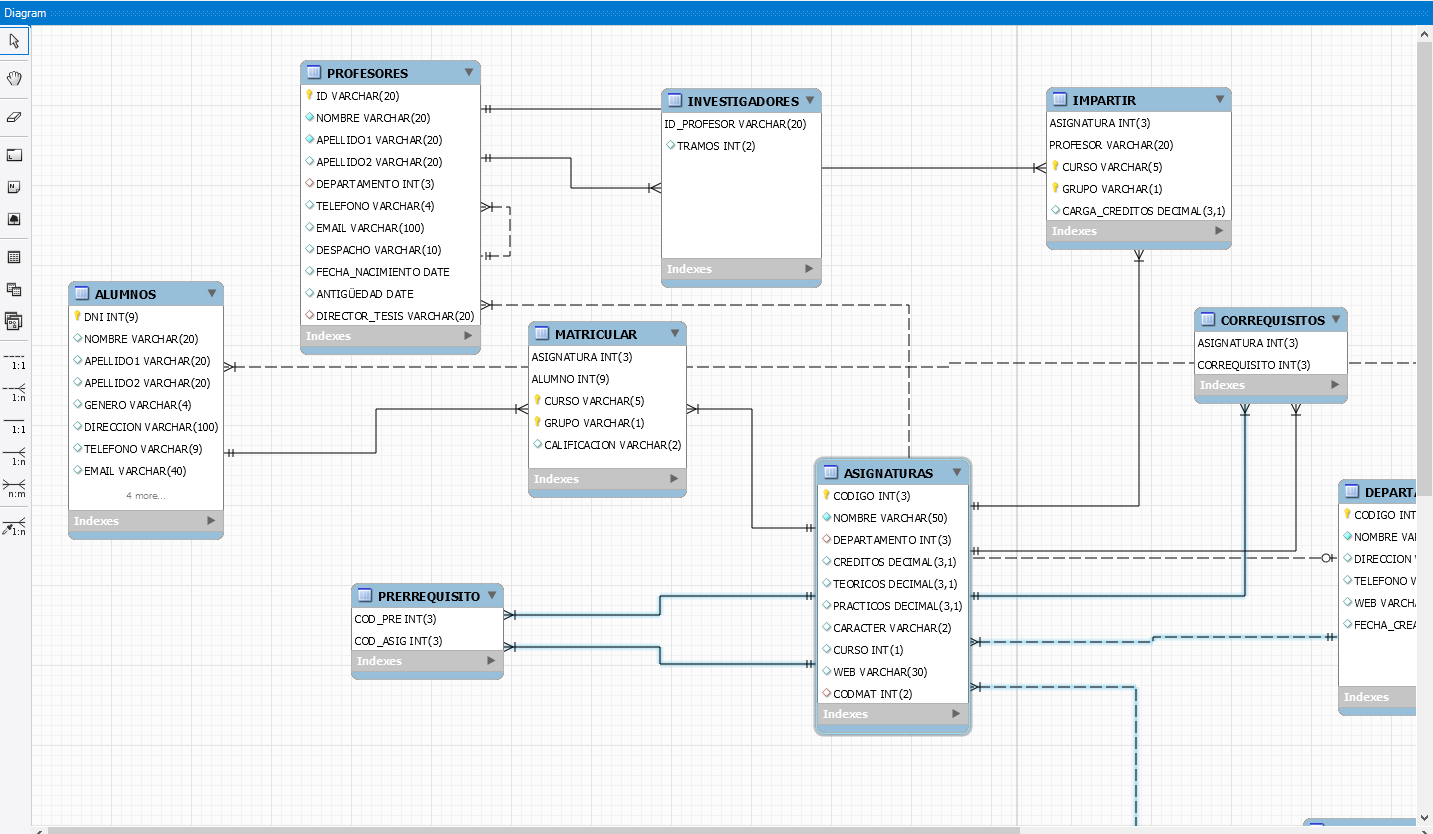 Diagram
PROFESORES
ID VARCHAR(20)
NOMBRE VARCHAR(20)
APELLIDO1 VARCHAR(20)
APELLIDO2 VARCHAR(20)
DEPARTAMENTO INT(3)
TELEFONO VARCHAR(4)
EMAIL VARCHAR(100)
DESPACHO VARCHAR(10)
FECHA_NACIMIENTO DATE
ANTIGÜEDAD DATE
DIRECTOR_TESIS VARCHAR(20)
Indexes
INVESTIGADORES
ID_PROFESOR VARCHAR(20)
TRAMOS INT(2)
Indexes
IMPARTIR
ASIGNATURA INT(3)
PROFESOR VARCHAR(20)
CURSO VARCHAR(5)
GRUPO VARCHAR(1)
CARGA_CREDITOS DECIMAL(3,1)
Indexes
ALUMNOS
DNI INT(9)
NOMBRE VARCHAR(20)
APELLIDO1 VARCHAR(20)
APELLIDO2 VARCHAR(20)
GENERO VARCHAR(4)
DIRECCION VARCHAR(100)
TELEFONO VARCHAR(9)
EMAIL VARCHAR(40)
4 more...
Indexes
MATRICULAR
ASIGNATURA INT(3)
ALUMNO INT(9)
CURSO VARCHAR(5)
GRUPO VARCHAR(1)
CALIFICACION VARCHAR(2)
Indexes
CORREQUISITOS
ASIGNATURA INT(3)
CORREQUISITO INT(3)
Indexes
ASIGNATURAS
CODIGO INT(3)
NOMBRE VARCHAR(50)
DEPARTAMENTO INT(3)
CREDITOS DECIMAL(3,1)
TEORICOS DECIMAL(3,1)
PRACTICOS DECIMAL(3,1)
CARACTER VARCHAR(2)
CURSO INT(1)
WEB VARCHAR(30)
CODMAT INT(2)
Indexes
DEPARTA
CODIGO INT
NOMBRE VAR
DIRECCION V
TELEFONO V
WEB VARCHA
FECHA_CREA
Indexes
PRERREQUISITO
COD_PRE INT(3)
COD_ASIG INT(3)
Indexes
1:1
1:n
1:1
1:n
n:m
1:n